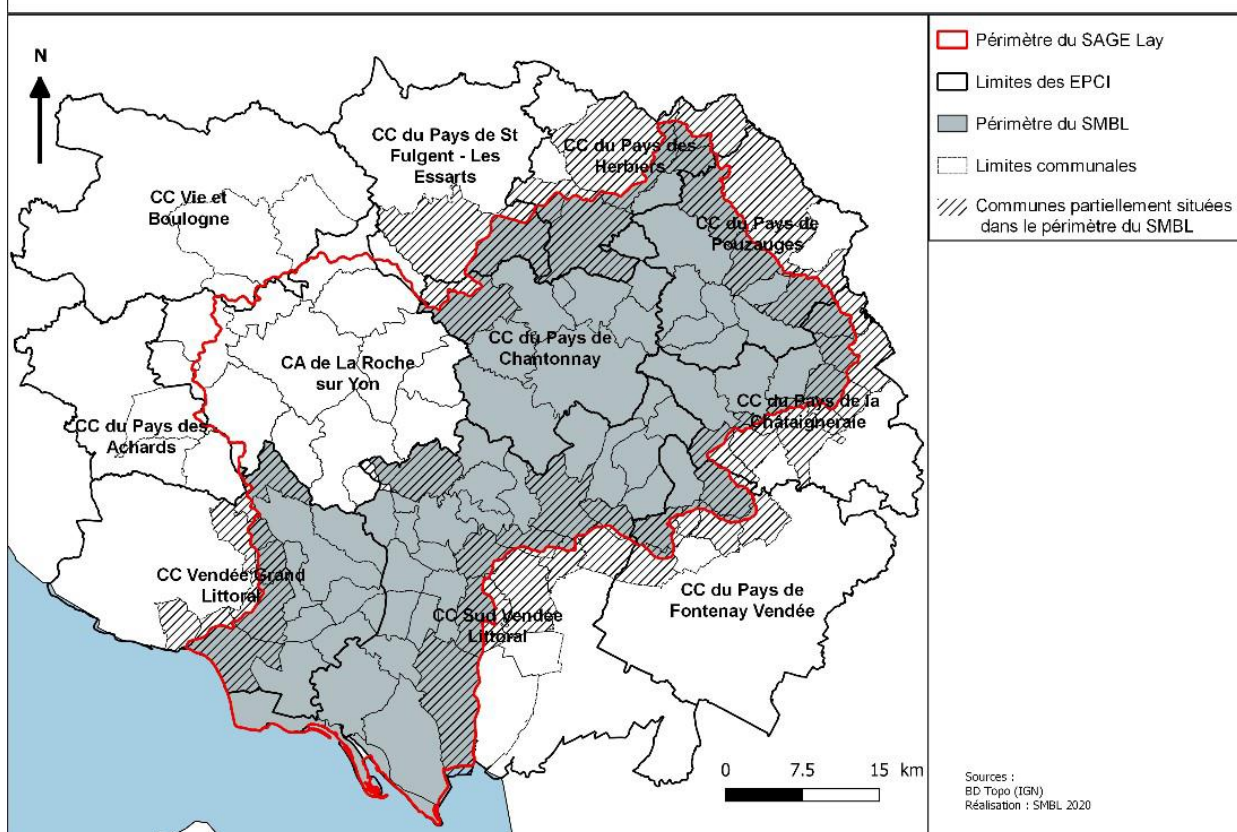 N
CC du Pays de St
Fulgent - Les
Essarts
CC du Pays des
Herbiers
CC Vie et
Boulogne
CC du Pays de
Pouzauges
CC du Pays de
Chantonnay
CA de La Roche
sur Yon
CC du Pays de la
Châtaigneraie
CC du Pays des
Achards
CC Vendée Grand
Littoral
CC Sud Vendée
Littoral
CC du Pays de
Fontenay Vendée
0 7.5 15 km
Périmètre du SAGE Lay
Limites des EPCI
Périmètre du SMBL
Limites communales
Communes partiellement situées
dans le périmètre du SMBL
Sources :
BD Topo (IGN)
Réalisation : SMBL 2020